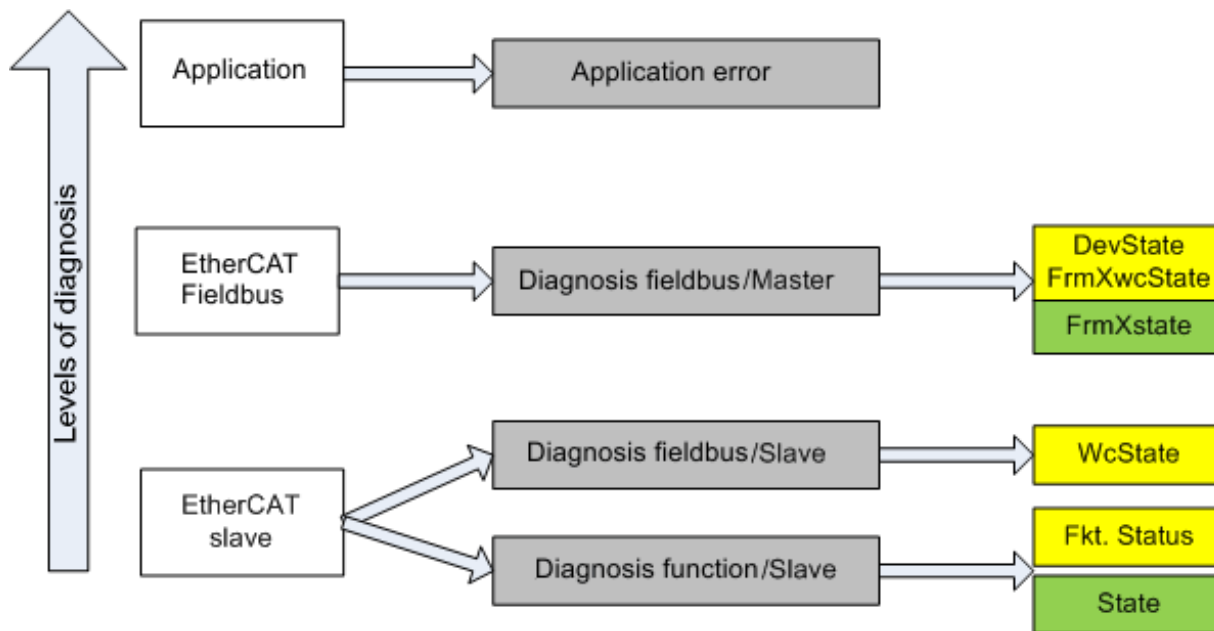 Levels of diagnosis
Application
Application error
EtherCAT
Fieldbus
Diagnosis fieldbus/Master
DevState
FrmXwcState
FrmXstate
EtherCAT
slave
Diagnosis fieldbus/Slave
WcState
Diagnosis function/Slave
Fkt. Status
State